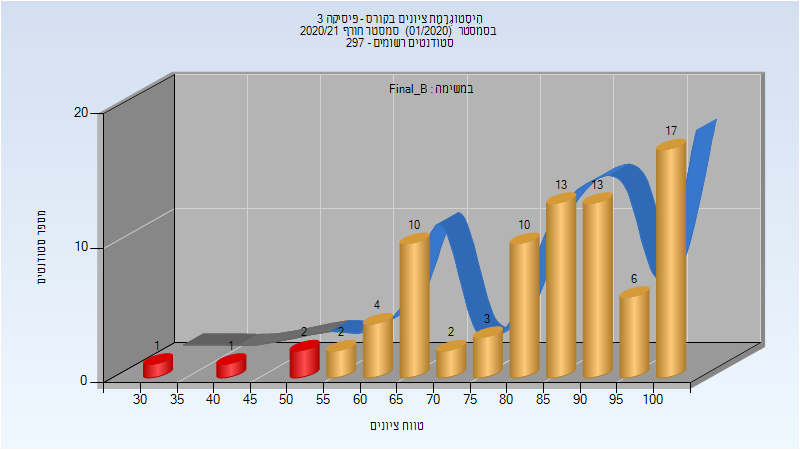 הִיסְטוֹגְרָמַת ציונים בקורס - פיסיקה 3
בסמסטר (01/2020) סמסטר חורף 2020/21
סטודנטים רשומים - 297
במשימה : Final_B
מספר סטודנטים
20
10
0
1
1
2
2
4
10
2
3
10
13
13
6
17
30 35 40 45 50 55 60 65 70 75 80 85 90 95 100
טווח ציונים